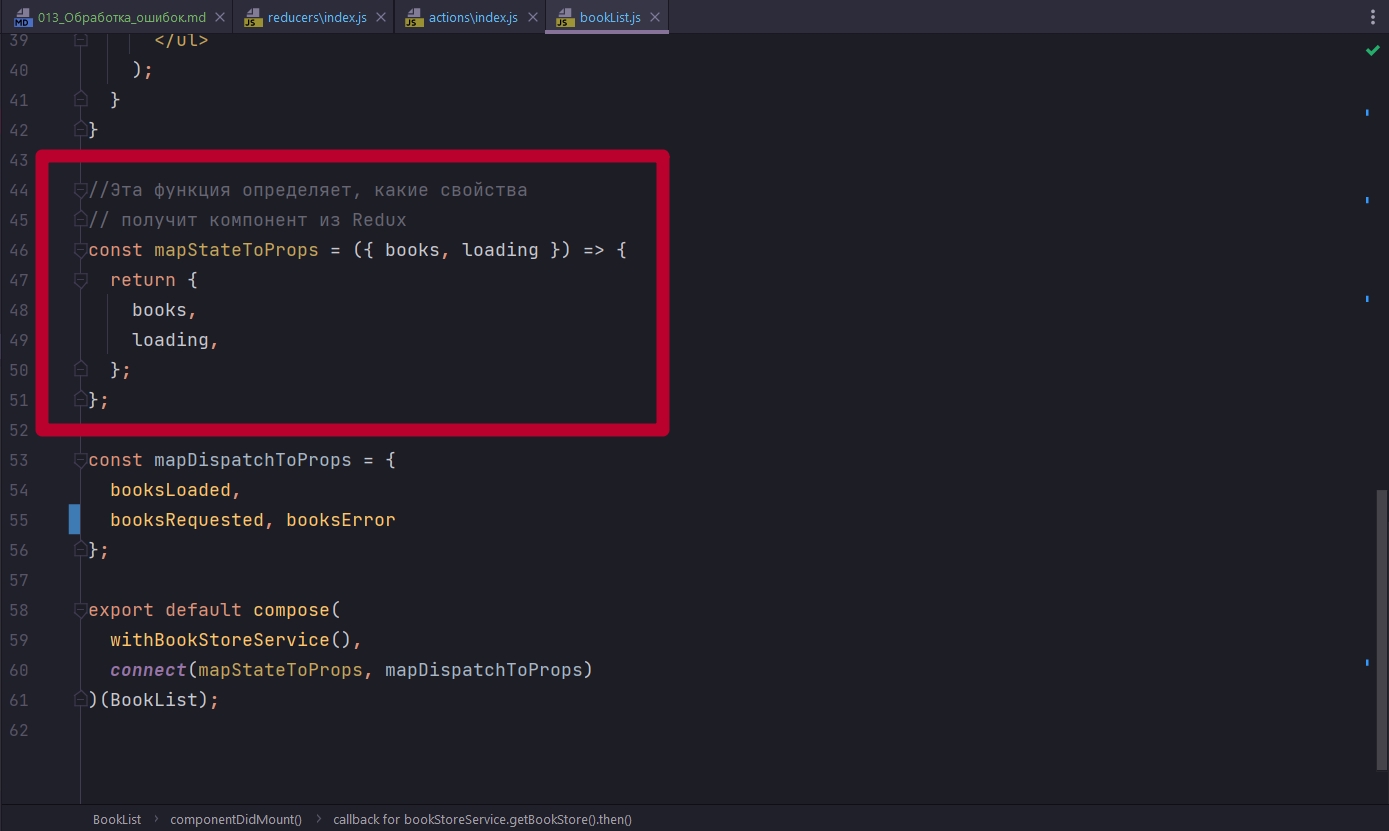 MD 013_Обработка_ошибок.md JS reducers\index.js JS actions\index.js JS bookList.js
39 </ul>
40 );
41 }
42 }
43
44 //Эта функция определяет, какие свойства
45 // получит компонент из Redux
46 const mapStateToProps = ({ books, loading }) => {
47 return {
48 books,
49 loading,
50 };
51 };
52
53 const mapDispatchToProps = {
54 booksLoaded,
55 booksRequested, booksError
56 };
57
58 export default compose(
59 withBookStoreService(),
60 connect(mapStateToProps, mapDispatchToProps)
61 )(BookList);
62
BookList › componentDidMount() › callback for bookStoreService.getBookStore().then()